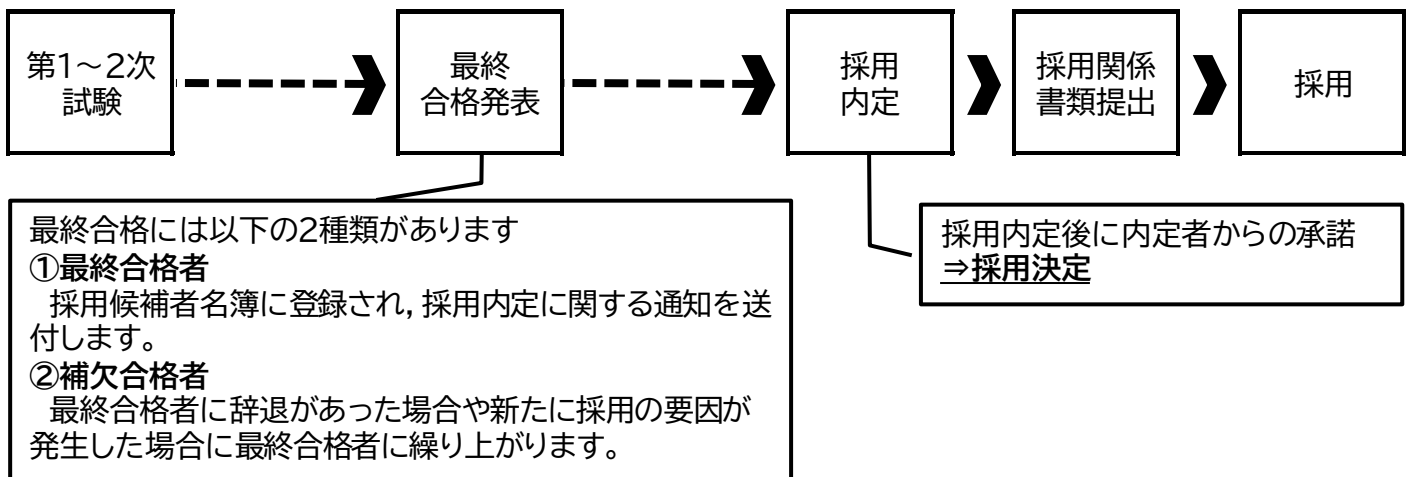 第1～2次
試験
最終
合格発表
採用
内定
採用関係
書類提出
採用
最終合格には以下の2種類があります
①最終合格者
採用候補者名簿に登録され，採用内定に関する通知を送
付します。
②補欠合格者
最終合格者に辞退があった場合や新たに採用の要因が
発生した場合に最終合格者に繰り上がります。
採用内定後に内定者からの承諾
⇒採用決定